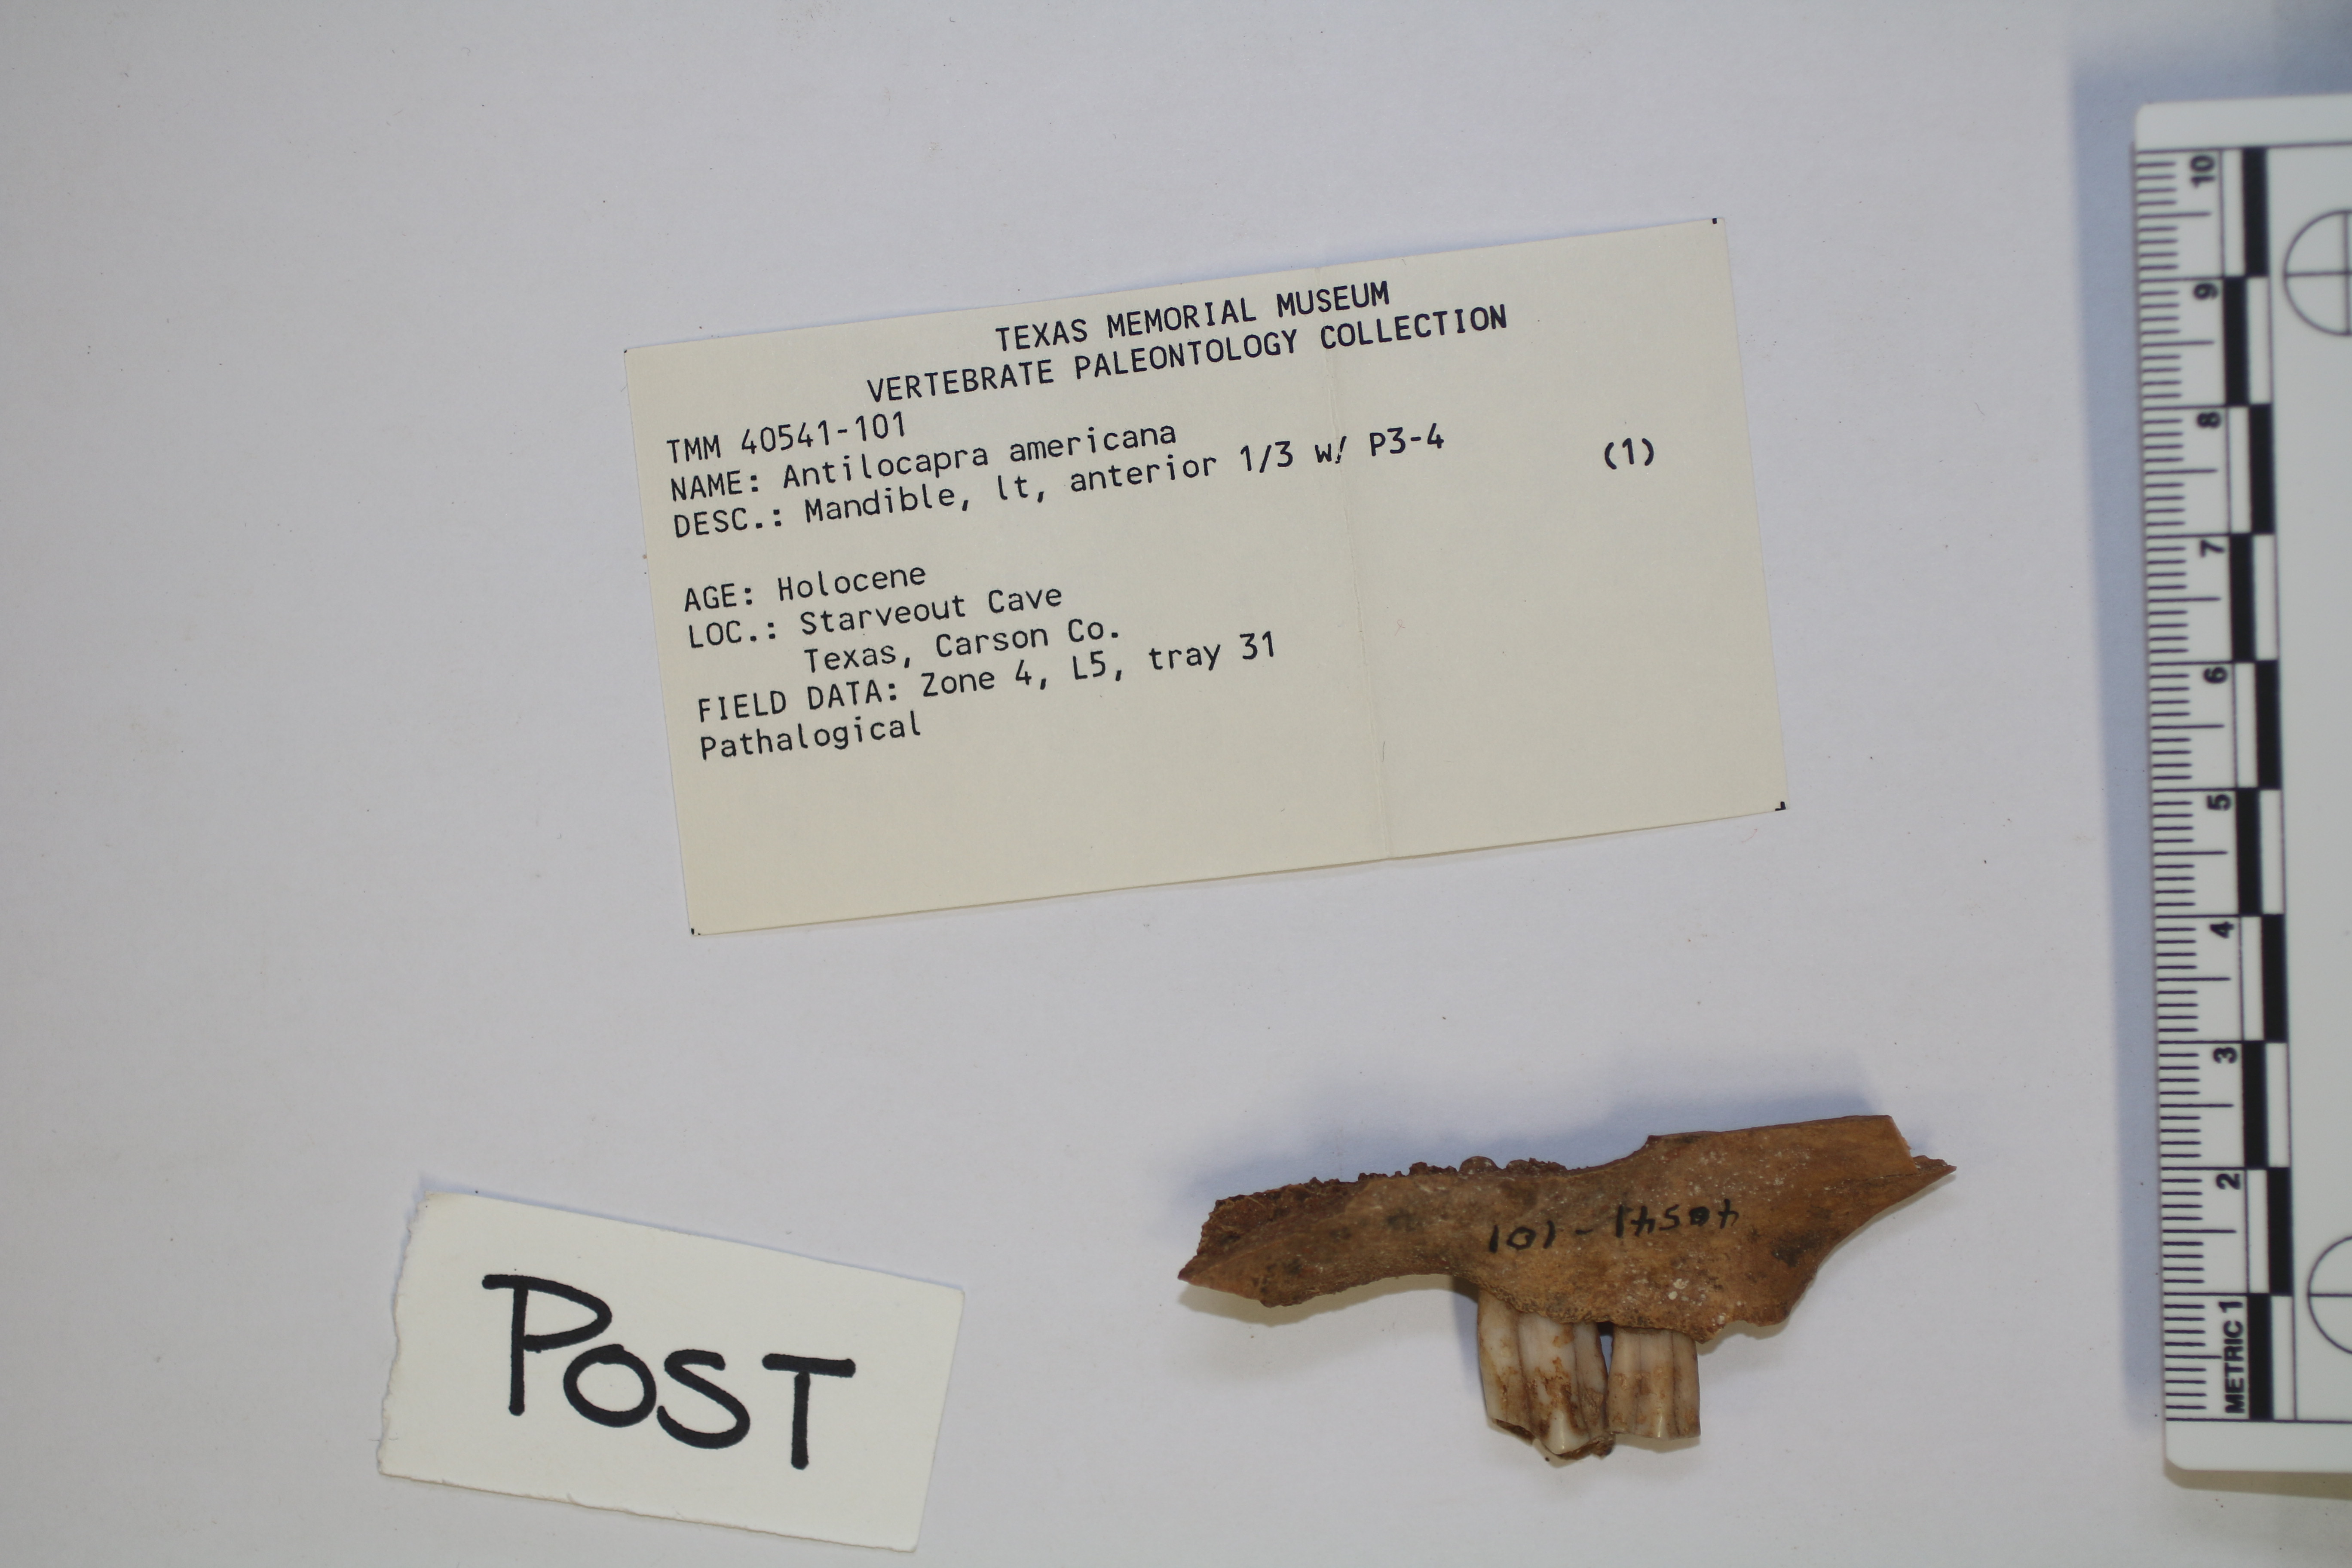 TEXAS MEMORIAL MUSEUM
VERTEBRATE PALEONTOLOGY COLLECTION
TMM 40541-101
NAME: Antilocapra americana
DESC.: Mandible, lt, anterior 1/3 w/ P3-4 (1)
AGE: Holocene
LOC.: Starveout Cave
Texas, Carson Co.
FIELD DATA: Zone 4, L5, tray 31
Pathalogical
POST
40541-101
10
9
8
7
6
5
4
3
2
METRIC 1